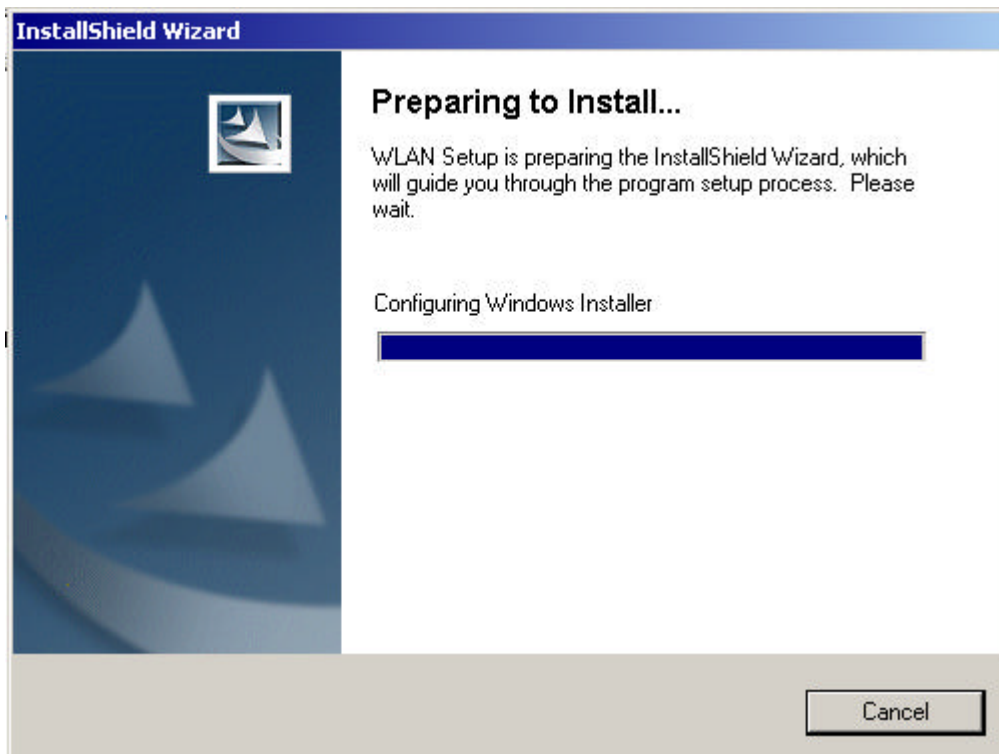 InstallShield Wizard
Preparing to Install...
WLAN Setup is preparing the InstallShield Wizard, which
will guide you through the program setup process.  Please
wait.
Configuring Windows Installer
Cancel